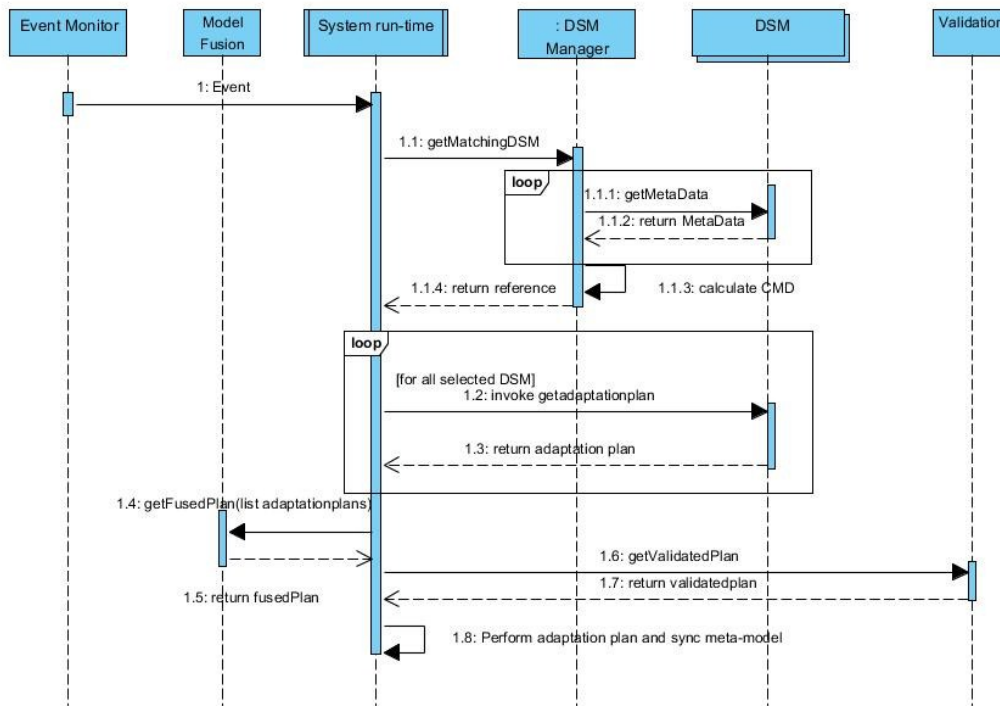 Event Monitor
Model
Fusion
System run-time
: DSM
Manager
DSM
Validation
1: Event
1.1: getMatchingDSM
loop
1.1.1: getMetaData
1.1.2: return MetaData
1.1.3: calculate CMD
1.1.4: return reference
loop
[for all selected DSM]
1.2: invoke getadaptationplan
1.3: return adaptation plan
1.4: getFusedPlan(list adaptationplans)
1.5: return fusedPlan
1.6: getValidatedPlan
1.7: return validatedplan
1.8: Perform adaptation plan and sync meta-model